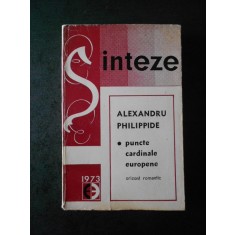 Sinteze
ALEXANDRU
PHILIPPIDE
• puncte
cardinale
europene
orizont romantic
1973